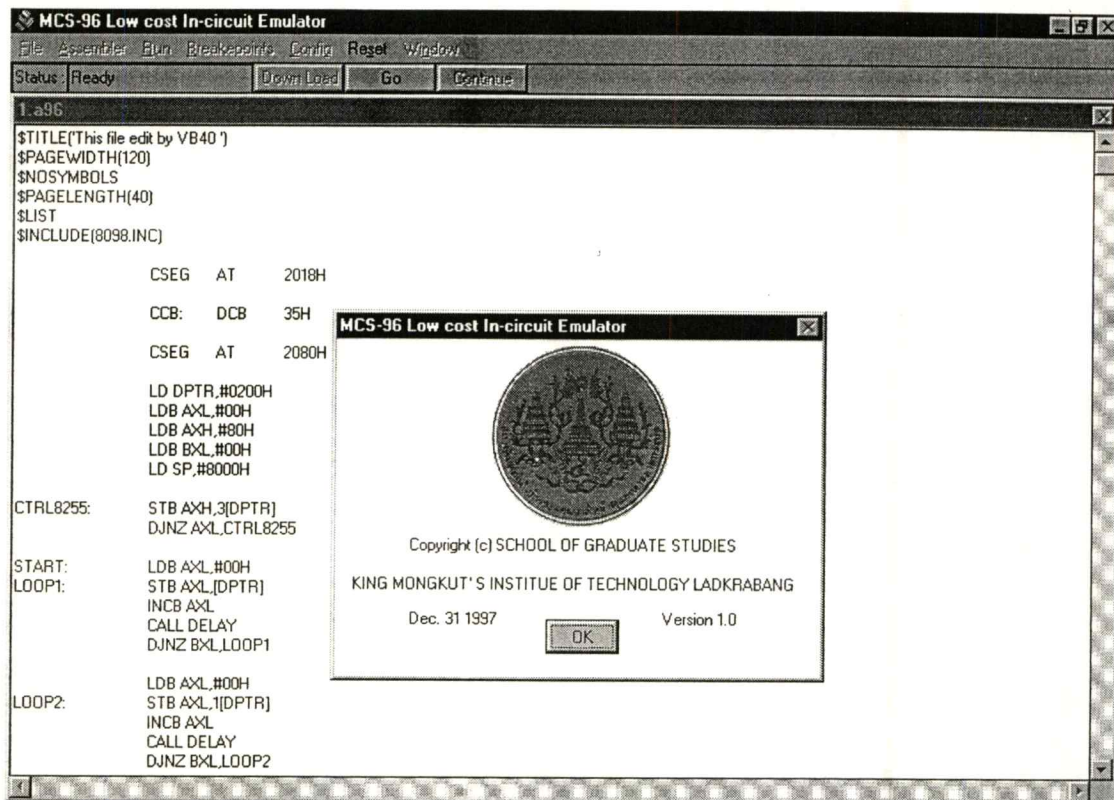 MCS-96 Low cost In-circuit Emulator
File Assembler Run Breakpoints Config Reset Window
Status : Ready Down Load Go Continue
1.a96
$TITLE('This file edit by VB40 ')
$PAGEWIDTH(120)
$NOSYMBOLS
$PAGELENGTH(40)
$LIST
$INCLUDE(8098.INC)
CSEG AT 2018H
CCB: DCB 35H
CSEG AT 2080H
LD DPTR,#0200H
LDB AXL,#00H
LDB AXH,#80H
LDB BXL,#00H
LD SP,#8000H
CTRL8255: STB AXH,3[DPTR]
DJNZ AXL,CTRL8255
START: LDB AXL,#00H
LOOP1: STB AXL,[DPTR]
INCB AXL
CALL DELAY
DJNZ BXL,LOOP1
LDB AXL,#00H
LOOP2: STB AXL,1[DPTR]
INCB AXL
CALL DELAY
DJNZ BXL,LOOP2
MCS-96 Low cost In-circuit Emulator
Copyright (c) SCHOOL OF GRADUATE STUDIES
KING MONGKUT'S INSTITUE OF TECHNOLOGY LADKRABANG
Dec. 31 1997 Version 1.0
OK